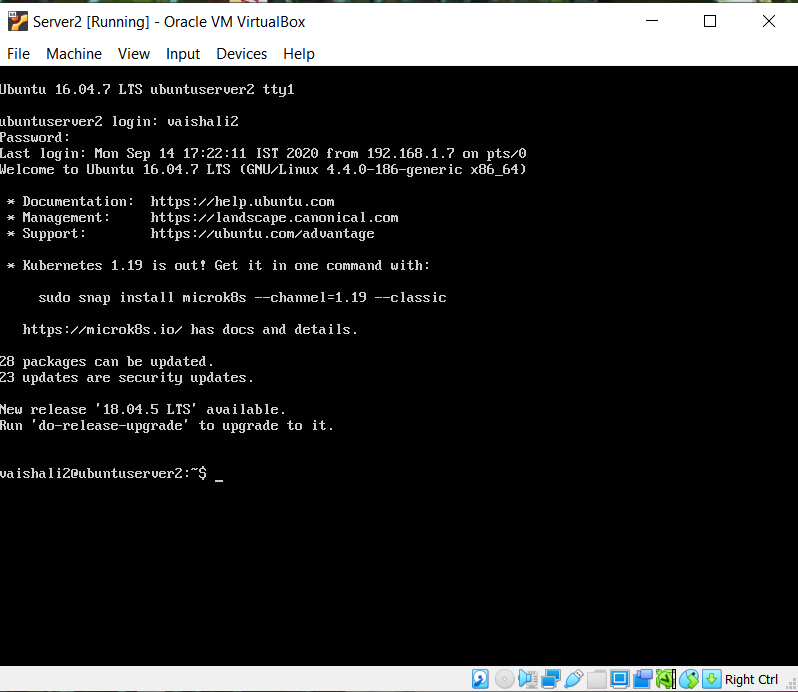 Server2 [Running] - Oracle VM VirtualBox
File Machine View Input Devices Help
Ubuntu 16.04.7 LTS ubuntuserver2 tty1
ubuntuserver2 login: vaishali2
Password:
Last login: Mon Sep 14 17:22:11 IST 2020 from 192.168.1.7 on pts/0
Welcome to Ubuntu 16.04.7 LTS (GNU/Linux 4.4.0-186-generic x86_64)
* Documentation: https://help.ubuntu.com
* Management: https://landscape.canonical.com
* Support: https://ubuntu.com/advantage
* Kubernetes 1.19 is out! Get it in one command with:
sudo snap install microk8s --channel=1.19 --classic
https://microk8s.io/ has docs and details.
28 packages can be updated.
23 updates are security updates.
New release '18.04.5 LTS' available.
Run 'do-release-upgrade' to upgrade to it.
vaishali2@ubuntuserver2:~$ _
Right Ctrl